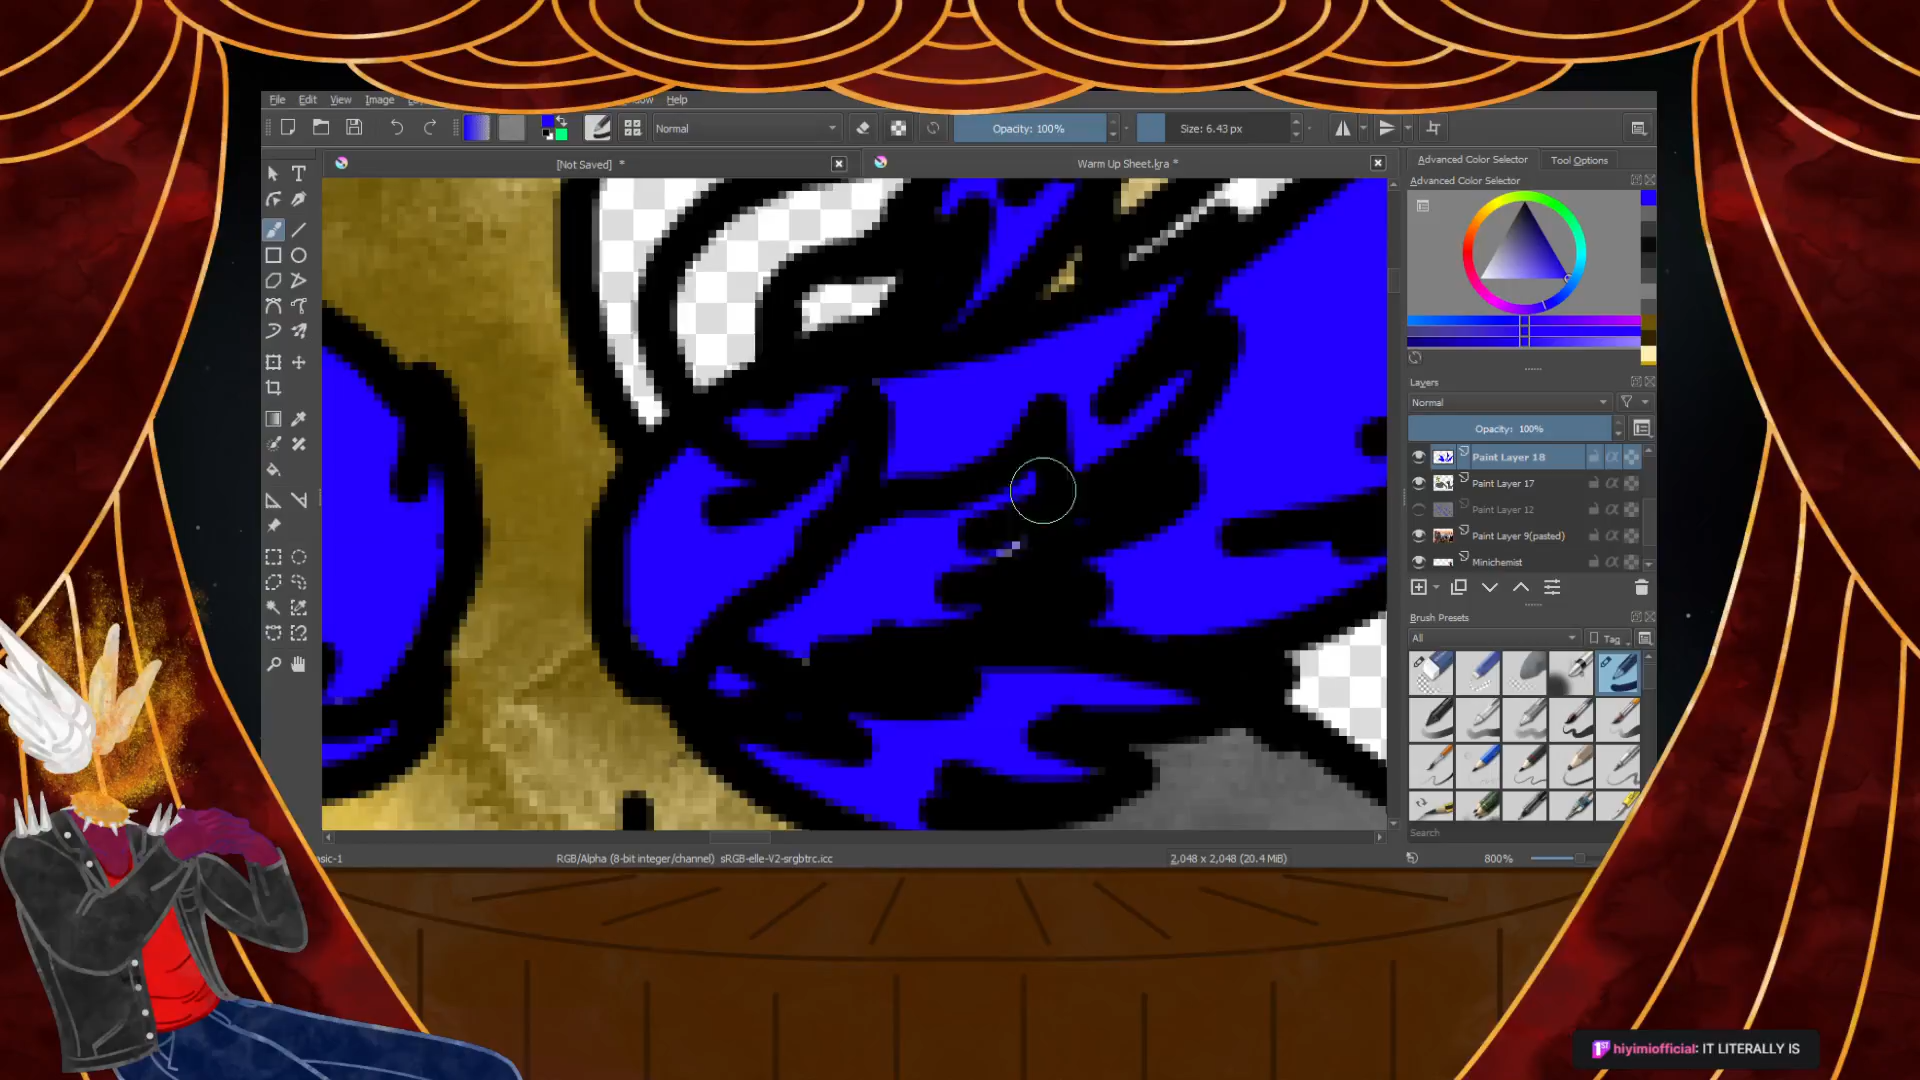 File Edit View Image
Help
Normal
Opacity: 100%
Size: 6.43 px
[Not Saved] *
Warm Up Sheet.kra *
Advanced Color Selector
Tool Options
Advanced Color Selector
Layers
Normal
Opacity: 100%
Paint Layer 18
Paint Layer 17
Paint Layer 12
Paint Layer 9(pasted)
Minichemist
Brush Presets
All
Tag
Search
RGB/Alpha (8-bit integer/channel) sRGB-elle-V2-srgbtrc.icc
2,048 x 2,048 (20.4 MiB)
800%
hiyimiofficial: IT LITERALLY IS